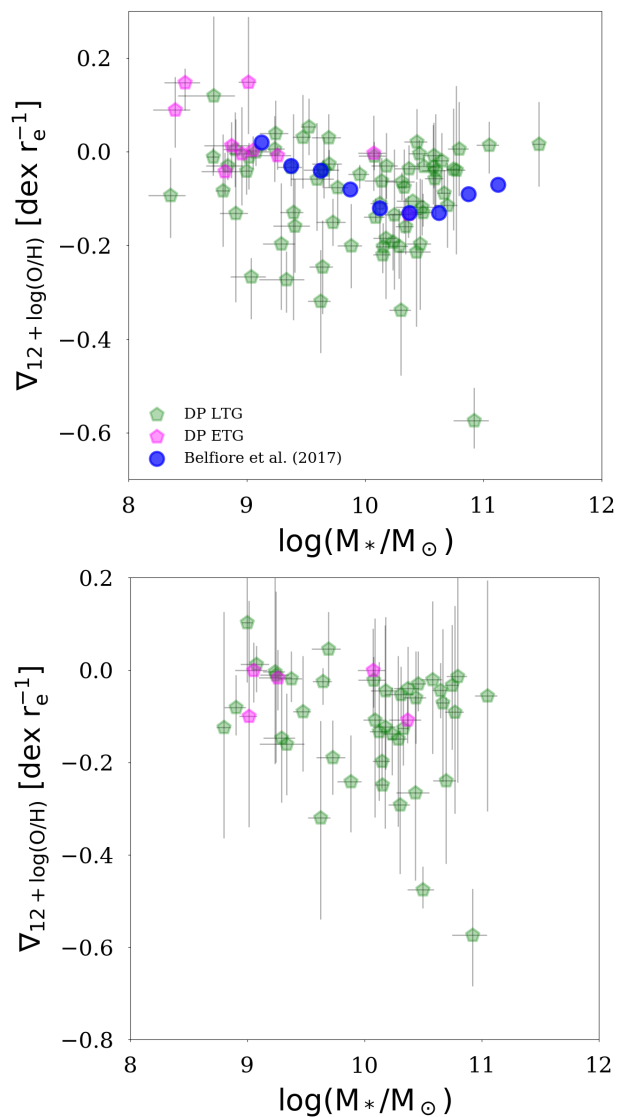 0.2
0.0
−0.2
−0.4
−0.6
∇12 + log(O/H) [dex re−1]
DP LTG
DP ETG
Belfiore et al. (2017)
8 9 10 11 12
log(M*/M⊙)
0.2
0.0
−0.2
−0.4
−0.6
−0.8
∇12 + log(O/H) [dex re−1]
8 9 10 11 12
log(M*/M⊙)